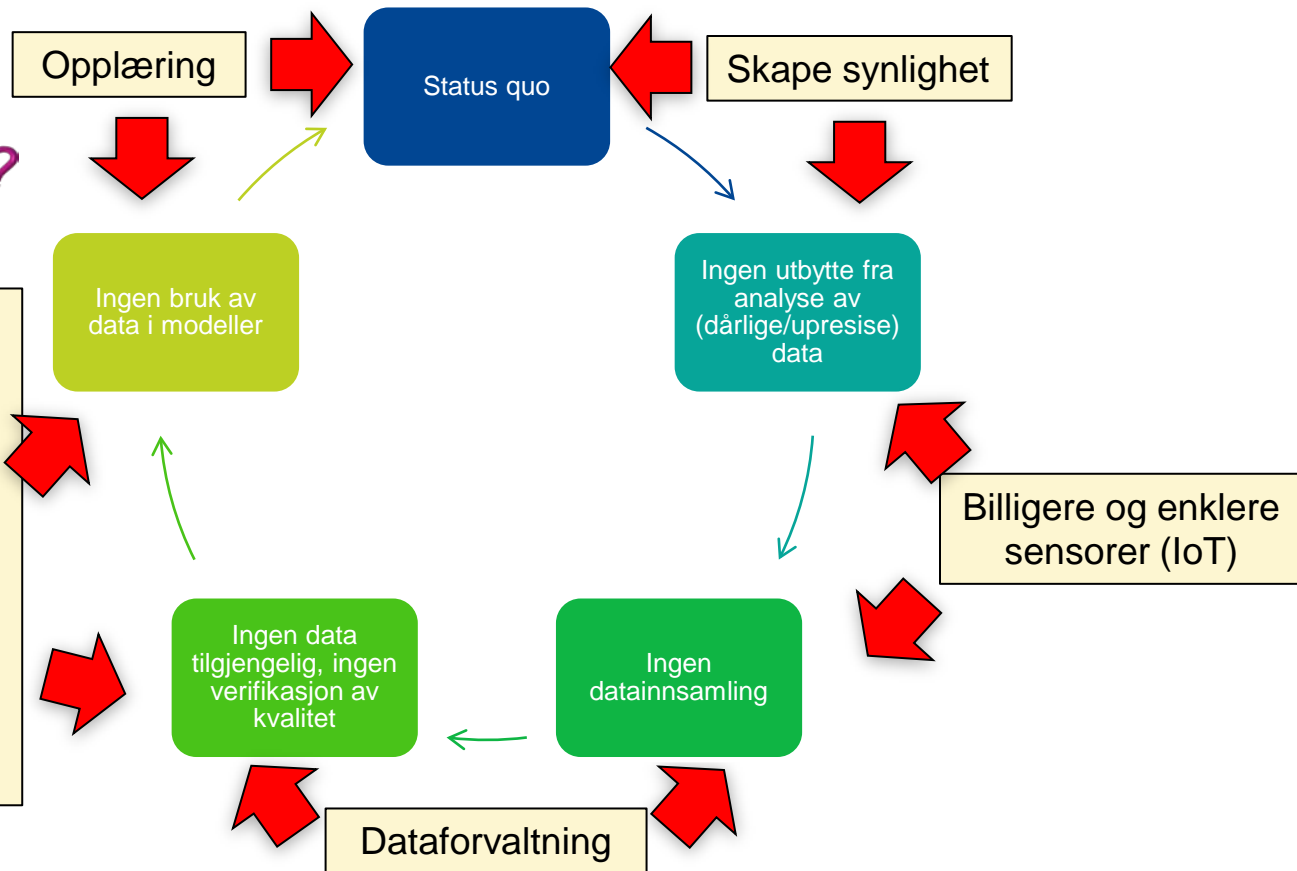 Opplæring
Status quo
Skape synlighet
?
Ingen bruk av
data i modeller
Ingen utbytte fra
analyse av
(dårlige/upresise)
data
Billigere og enklere
sensorer (IoT)
Ingen data
tilgjengelig, ingen
verifikasjon av
kvalitet
Ingen
datainnsamling
Dataforvaltning